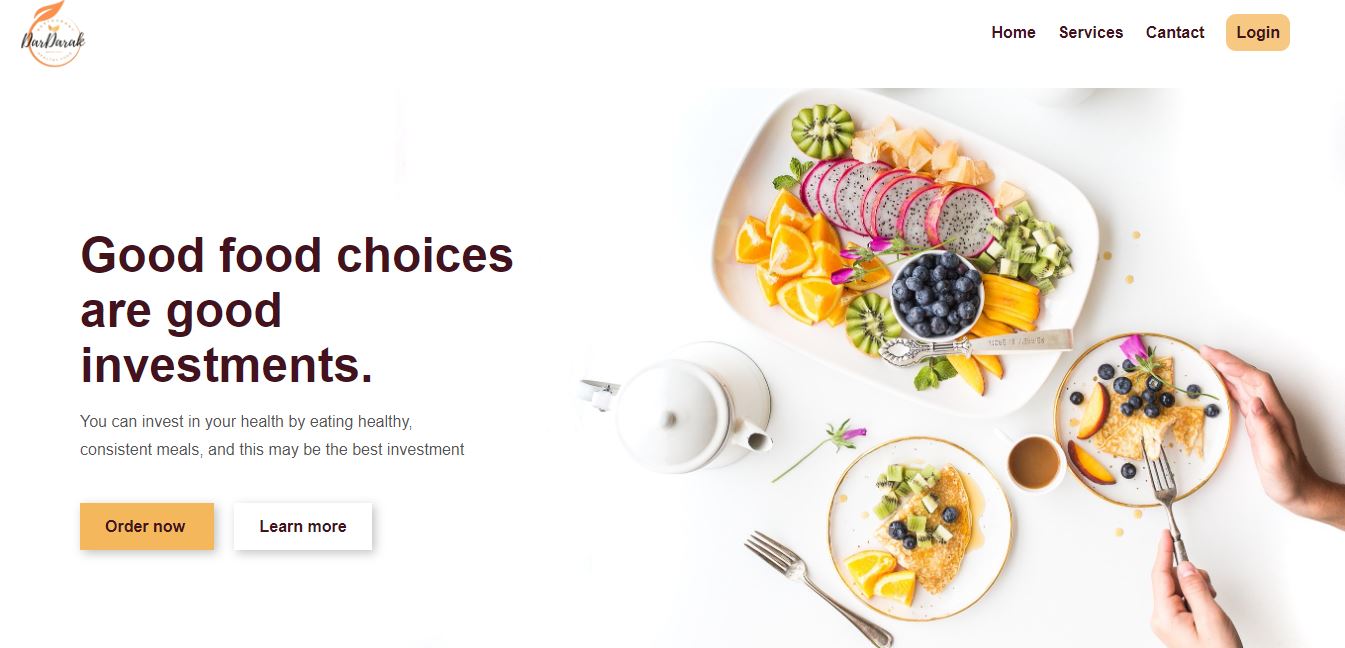 DarDarak
Home Services Cantact Login
Good food choices
are good
investments.
You can invest in your health by eating healthy,
consistent meals, and this may be the best investment
Order now Learn more